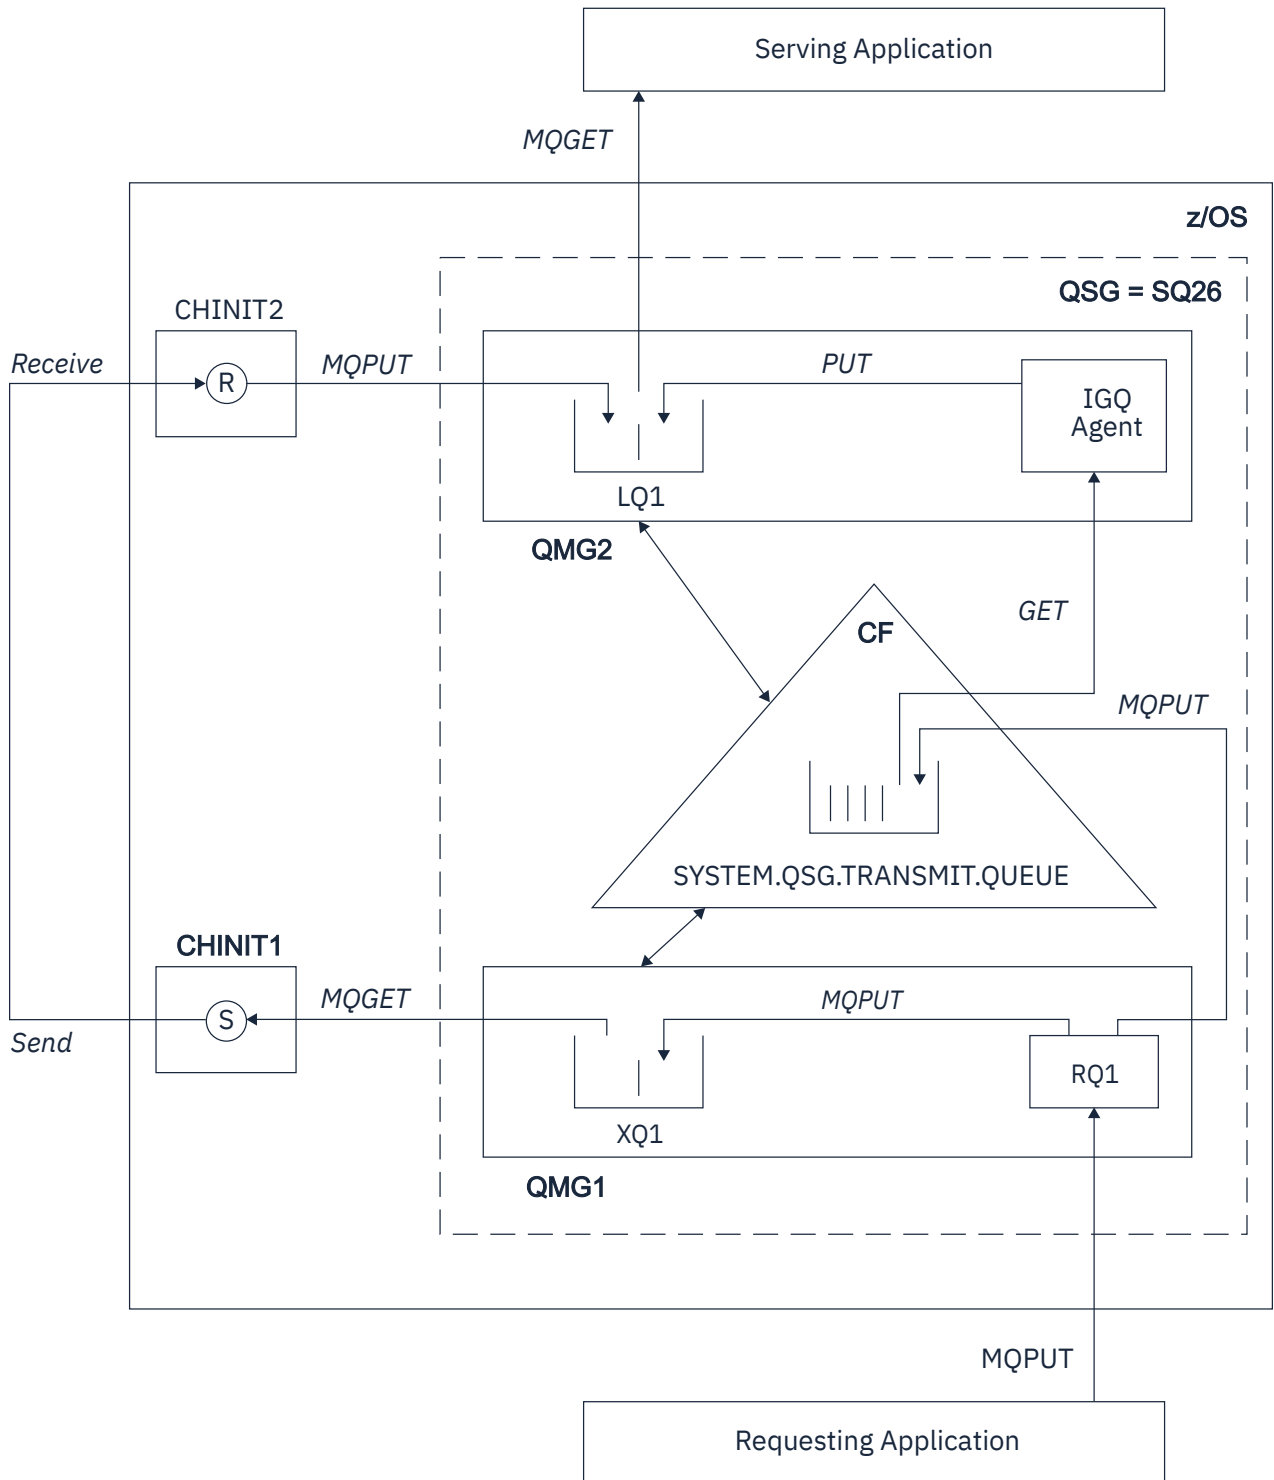 Serving Application
MQGET
z/OS
QSG = SQ26
CHINIT2
Receive
R
MQPUT
PUT
IGQ
Agent
LQ1
QMG2
GET
CF
MQPUT
SYSTEM.QSG.TRANSMIT.QUEUE
CHINIT1
MQGET
MQPUT
S
Send
RQ1
XQ1
QMG1
MQPUT
Requesting Application